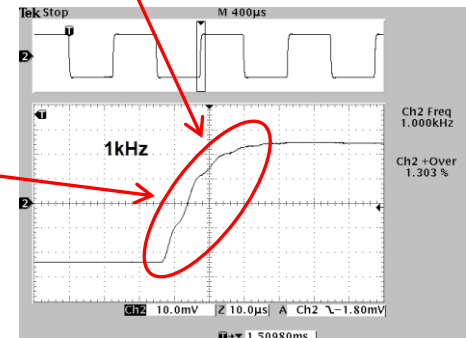 Tek Stop M 400µs
T
2
T
Ch2 Freq
1.000kHz
1kHz
Ch2 +Over
1.303 %
2
Ch2 10.0mV Z 10.0µs A Ch2 -1.80mV
T 1.50980ms